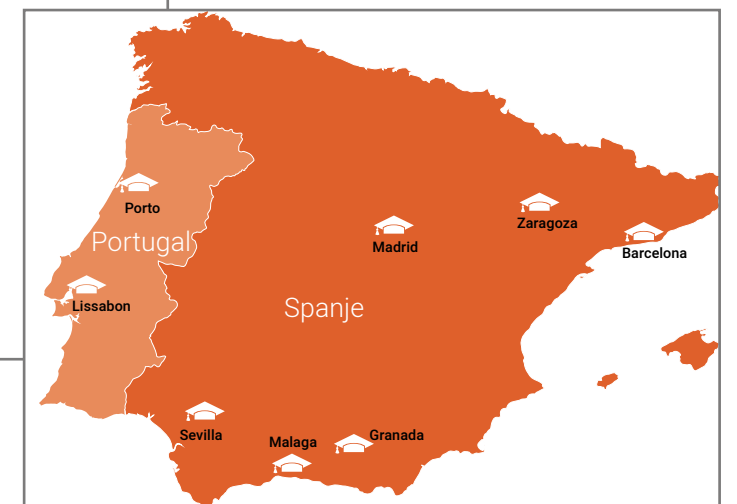 Porto
Zaragoza
Portugal
Madrid
Barcelona
Lissabon
Spanje
Sevilla
Malaga
Granada